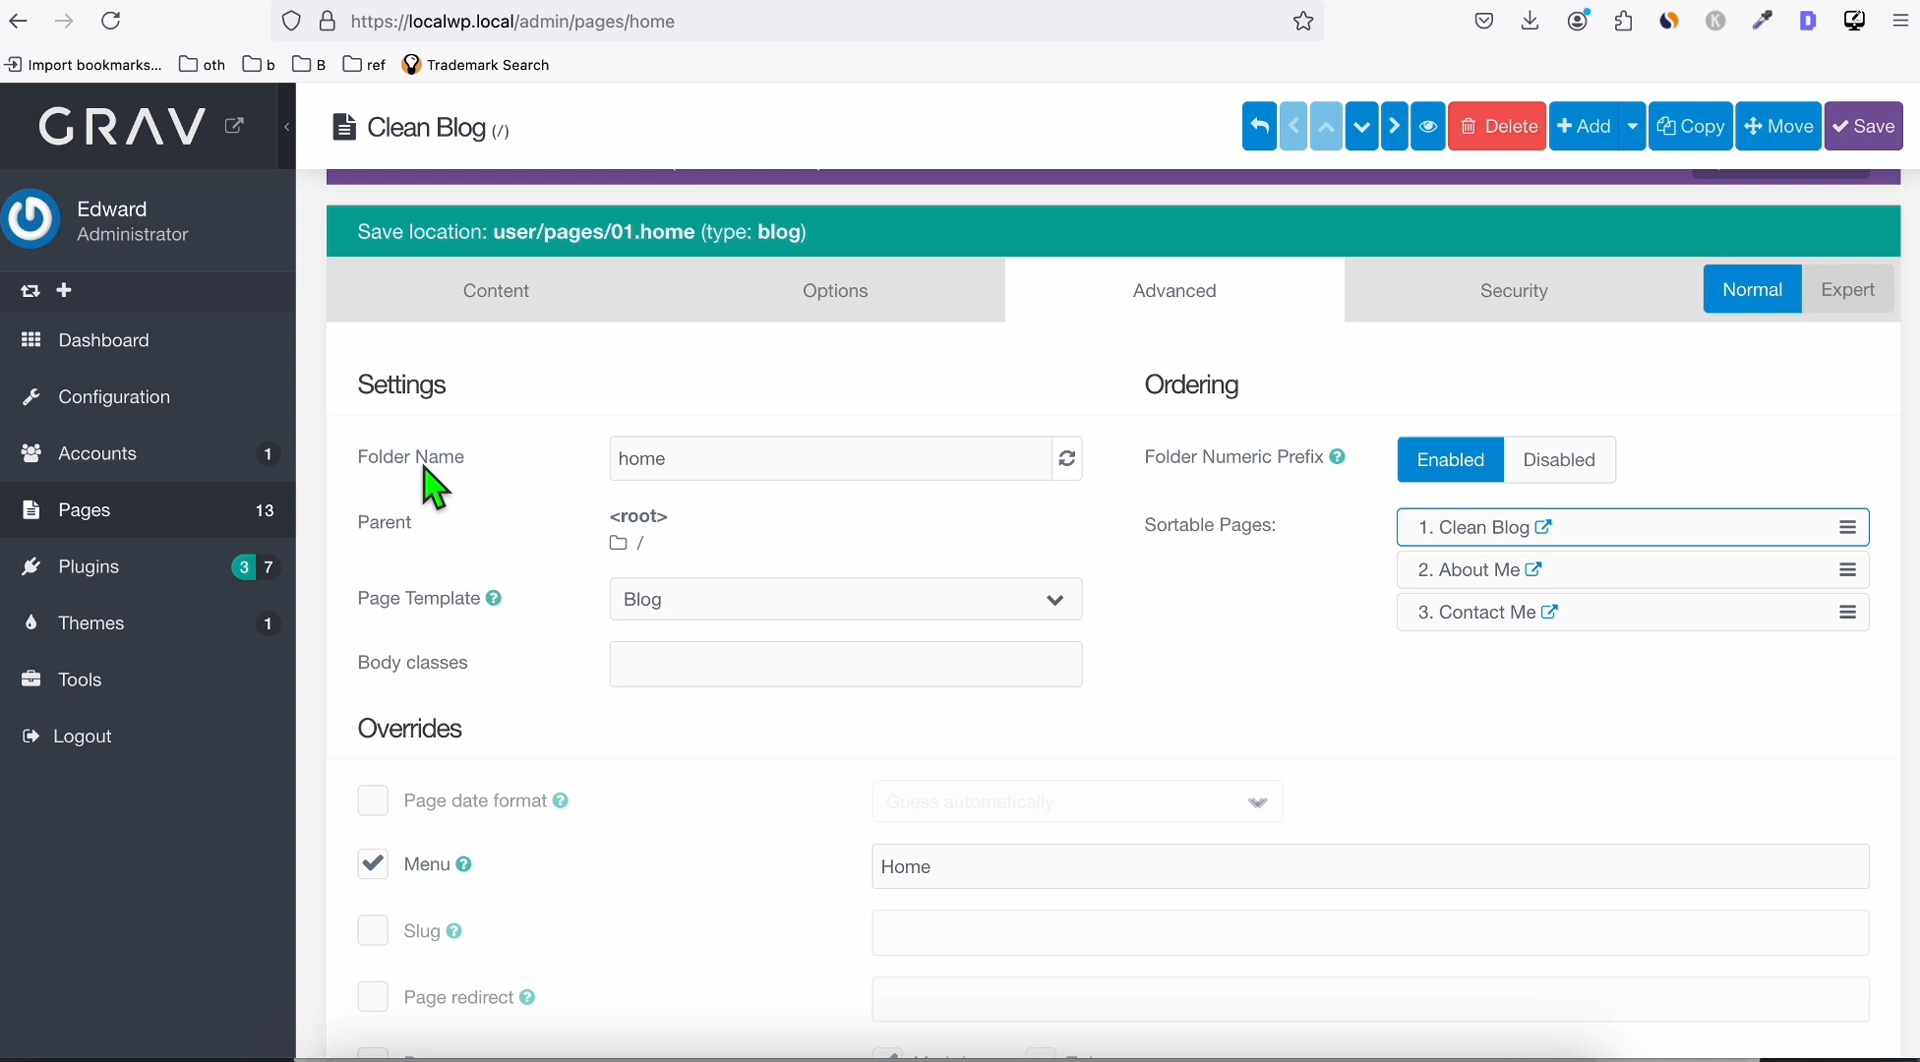 https://localwp.local/admin/pages/home
K
D
Import bookmarks...
oth
b
B
ref
Trademark Search
GRAV
Clean Blog (/)
Delete
Add
Copy
Move
Save
Edward
Administrator
Save location: user/pages/01.home (type: blog)
Content
Options
Advanced
Security
Normal
Expert
Dashboard
Configuration
Accounts 1
Pages 13
Plugins 3 7
Themes 1
Tools
Logout
Settings
Folder Name
home
Parent
<root>
/
Page Template
Blog
Body classes
Ordering
Folder Numeric Prefix
Enabled
Disabled
Sortable Pages:
1. Clean Blog
2. About Me
3. Contact Me
Overrides
Page date format
Guess automatically
Menu
Home
Slug
Page redirect